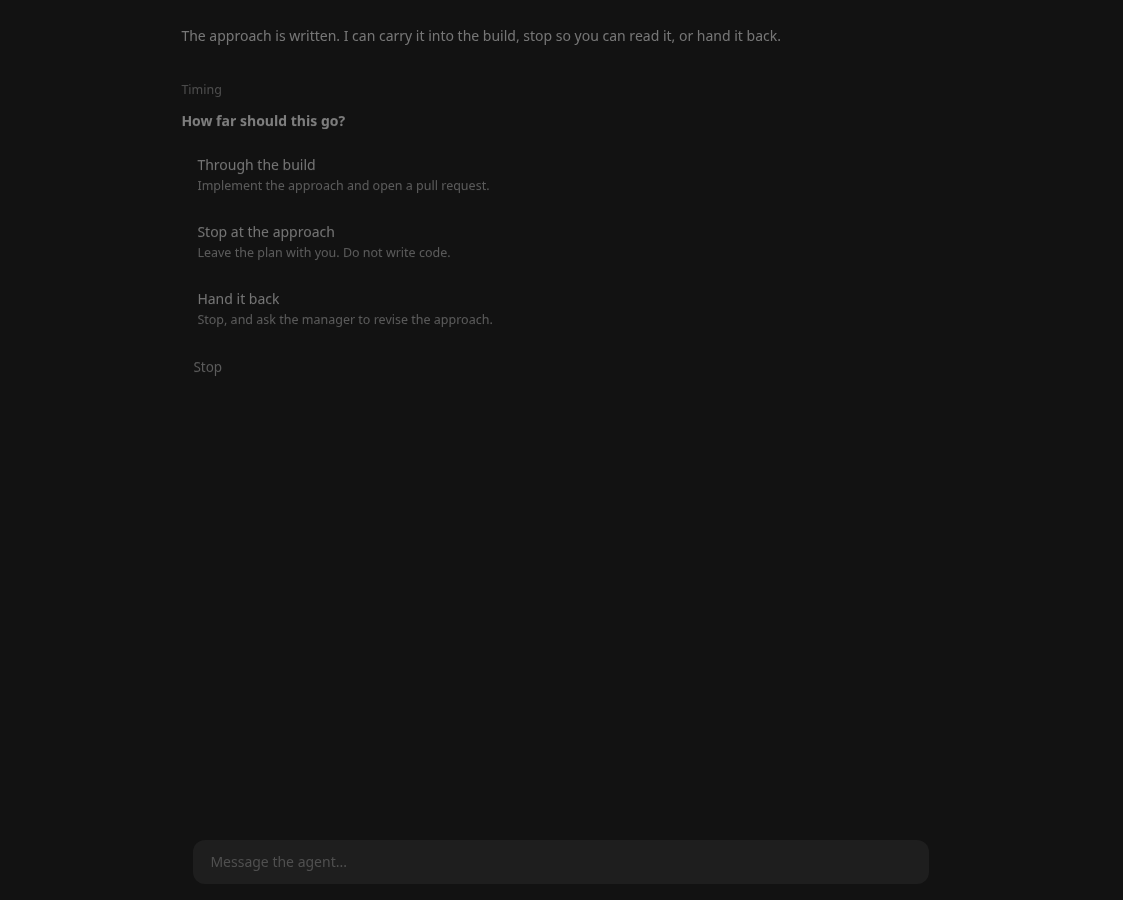 The approach is written. I can carry it into the build, stop so you can read it, or hand it back.
Timing
How far should this go?
Through the build
Implement the approach and open a pull request.
Stop at the approach
Leave the plan with you. Do not write code.
Hand it back
Stop, and ask the manager to revise the approach.
Stop
Message the agent...